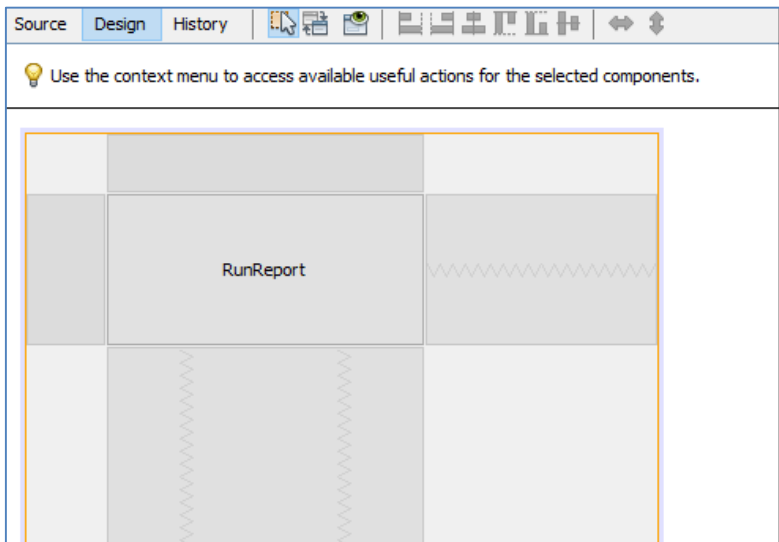 Source Design History
Use the context menu to access available useful actions for the selected components.
RunReport